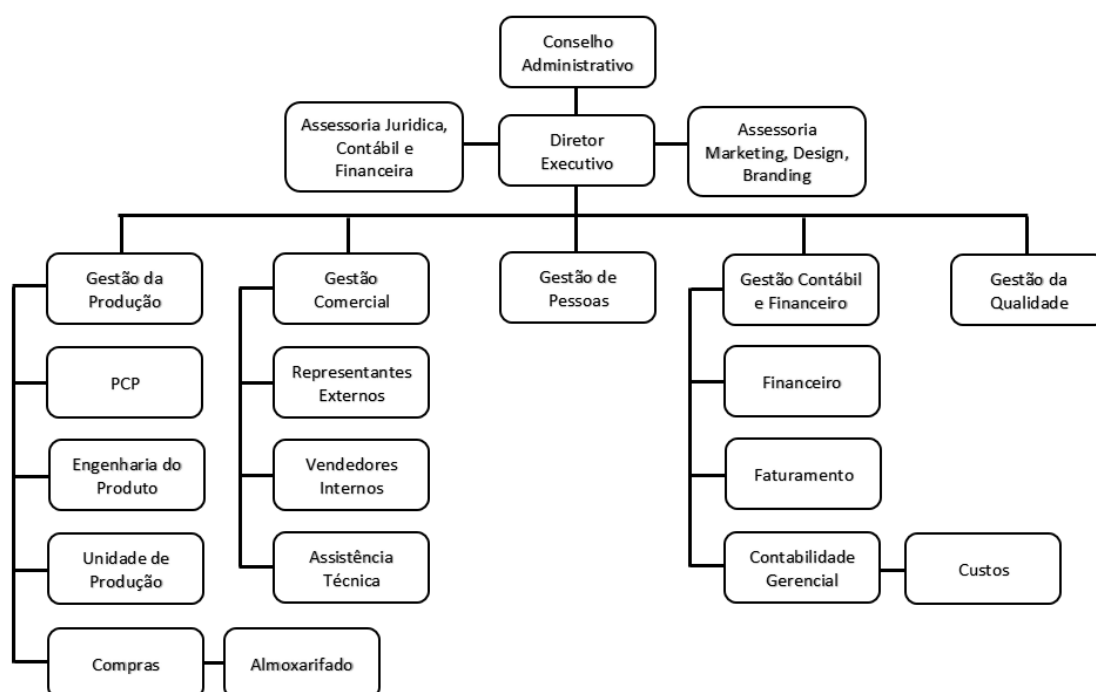 Conselho
Administrativo
Assessoria Juridica,
Contábil e
Financeira
Diretor
Executivo
Assessoria
Marketing, Design,
Branding
Gestão da
Produção
Gestão
Comercial
Gestão de
Pessoas
Gestão Contábil
e Financeiro
Gestão da
Qualidade
PCP
Representantes
Externos
Financeiro
Engenharia do
Produto
Vendedores
Internos
Faturamento
Unidade de
Produção
Assistência
Técnica
Contabilidade
Gerencial
Custos
Compras
Almoxarifado